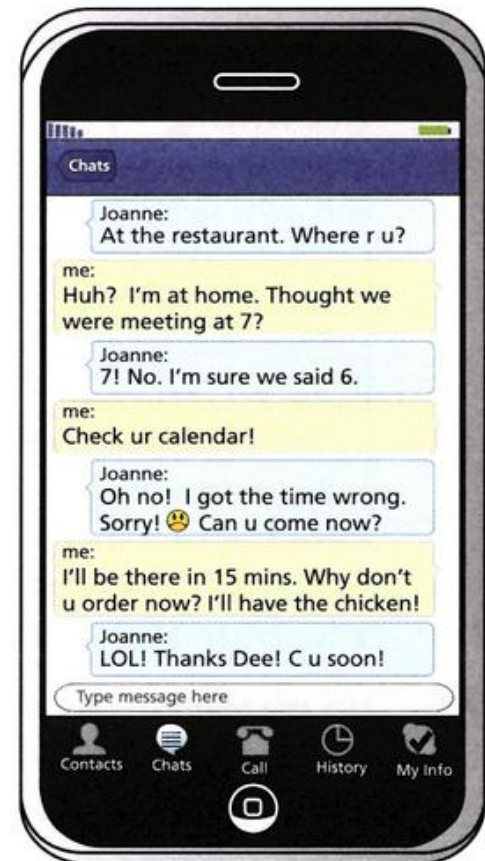 Chats
Joanne:
At the restaurant. Where r u?
me:
Huh? I'm at home. Thought we
were meeting at 7?
Joanne:
7! No. I'm sure we said 6.
me:
Check ur calendar!
Joanne:
Oh no! I got the time wrong.
Sorry! Can u come now?
me:
I'll be there in 15 mins. Why don't
u order now? I'll have the chicken!
Joanne:
LOL! Thanks Dee! C u soon!
Type message here
Contacts Chats Call History My Info